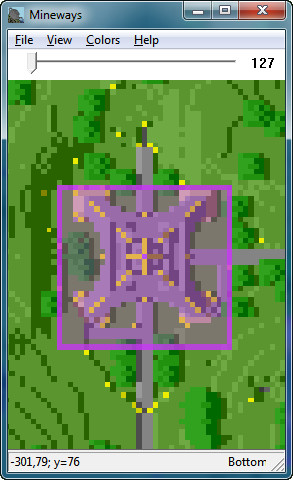 Mineways
File View Colors Help
127
-301,79; y=76 Bottom